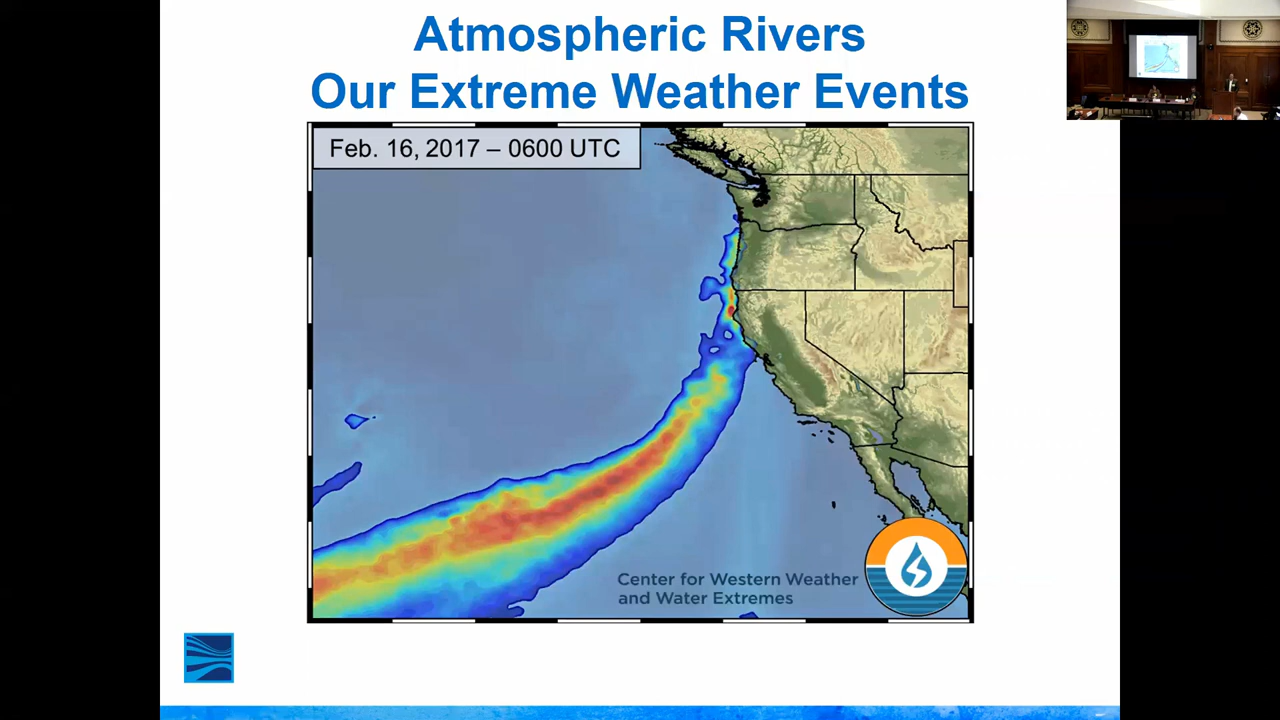 Atmospheric Rivers
Our Extreme Weather Events
Feb. 16, 2017 – 0600 UTC
Center for Western Weather
and Water Extremes